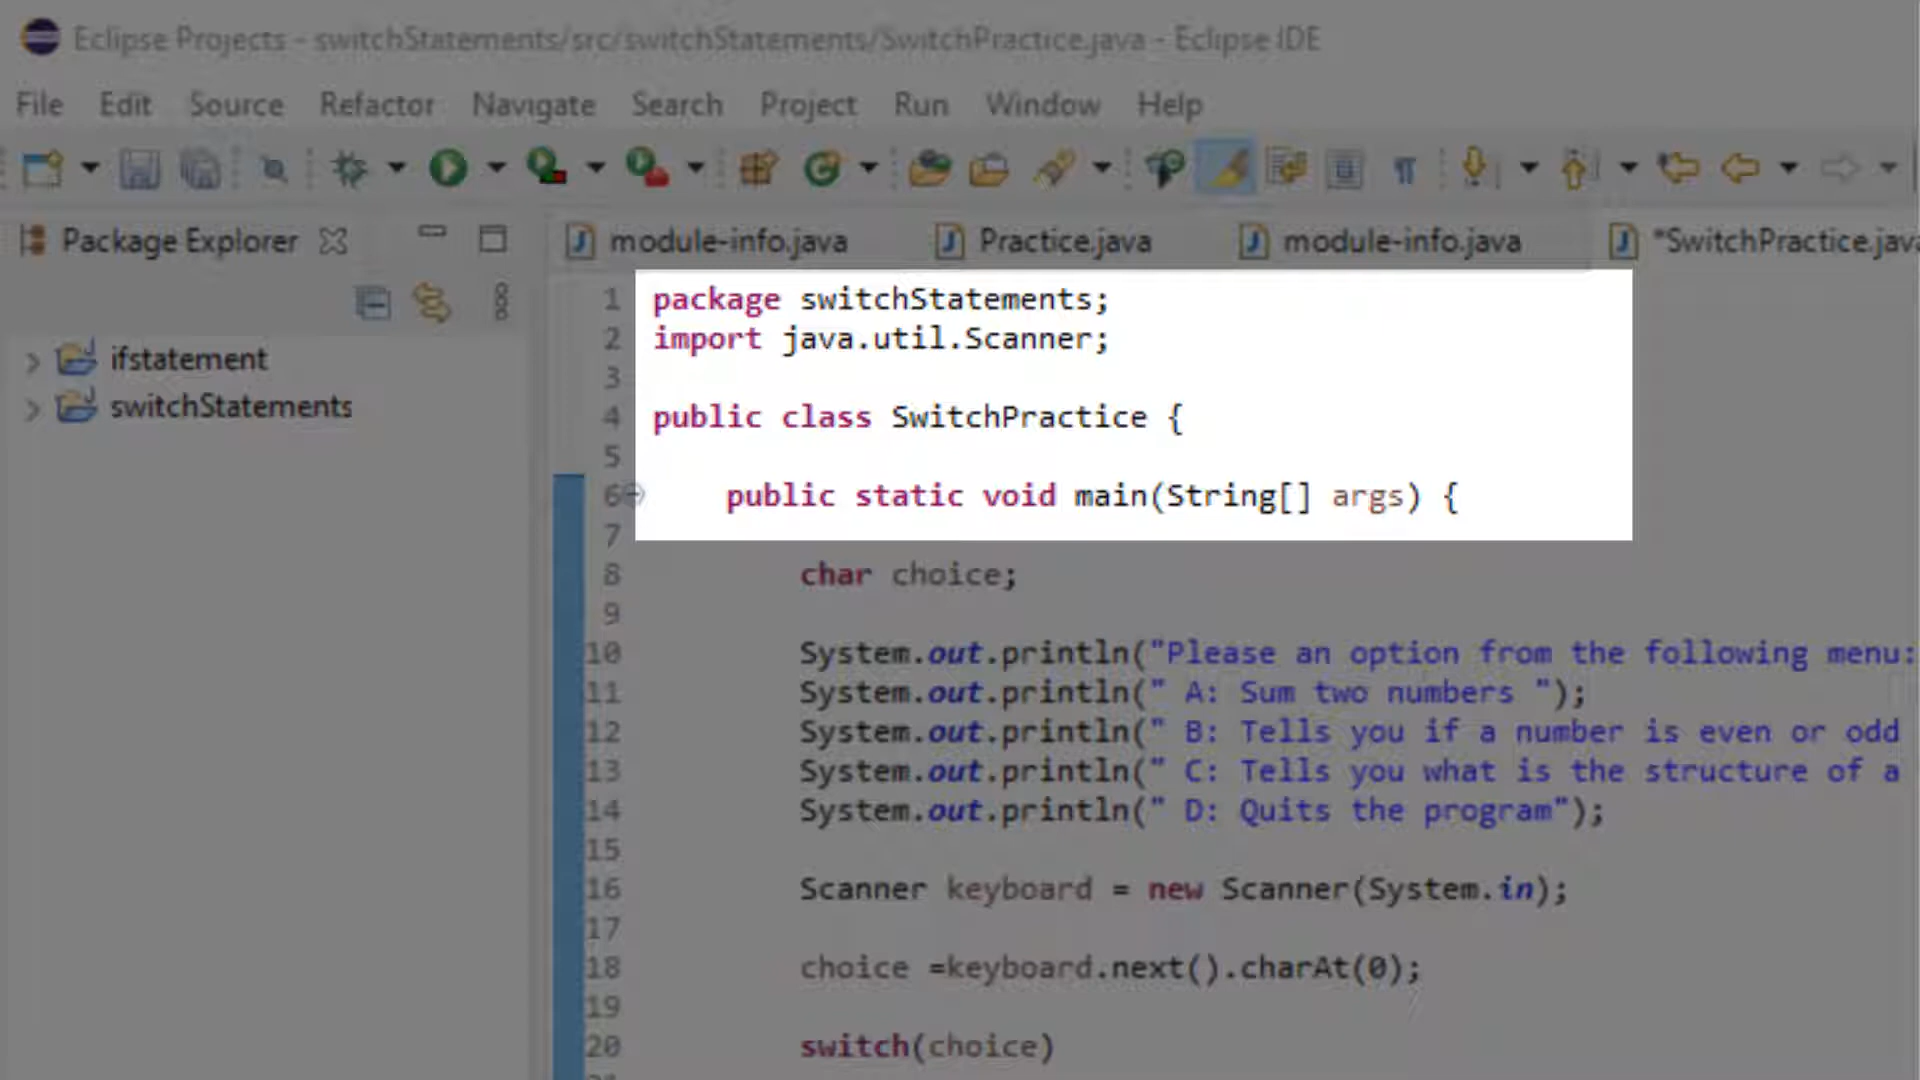 Eclipse Projects - switchStatements/src/switchStatements/SwitchPractice.java - Eclipse IDE
File Edit Source Refactor Navigate Search Project Run Window Help
Package Explorer
module-info.java Practice.java module-info.java *SwitchPractice.java
ifstatement
switchStatements
1 package switchStatements;
2 import java.util.Scanner;
3
4 public class SwitchPractice {
5
6 public static void main(String[] args) {
7
8 char choice;
9
10 System.out.println("Please an option from the following menu:
11 System.out.println(" A: Sum two numbers ");
12 System.out.println(" B: Tells you if a number is even or odd
13 System.out.println(" C: Tells you what is the structure of a
14 System.out.println(" D: Quits the program");
15
16 Scanner keyboard = new Scanner(System.in);
17
18 choice =keyboard.next().charAt(0);
19
20 switch(choice)